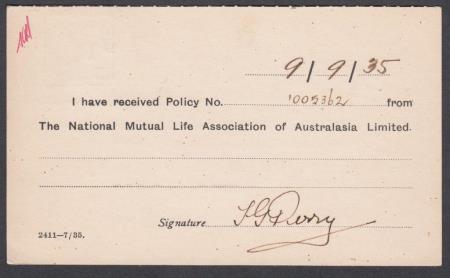 9/9/35
I have received Policy No. 1005362 from
The National Mutual Life Association of Australasia Limited.
Signature
2411—7/35.